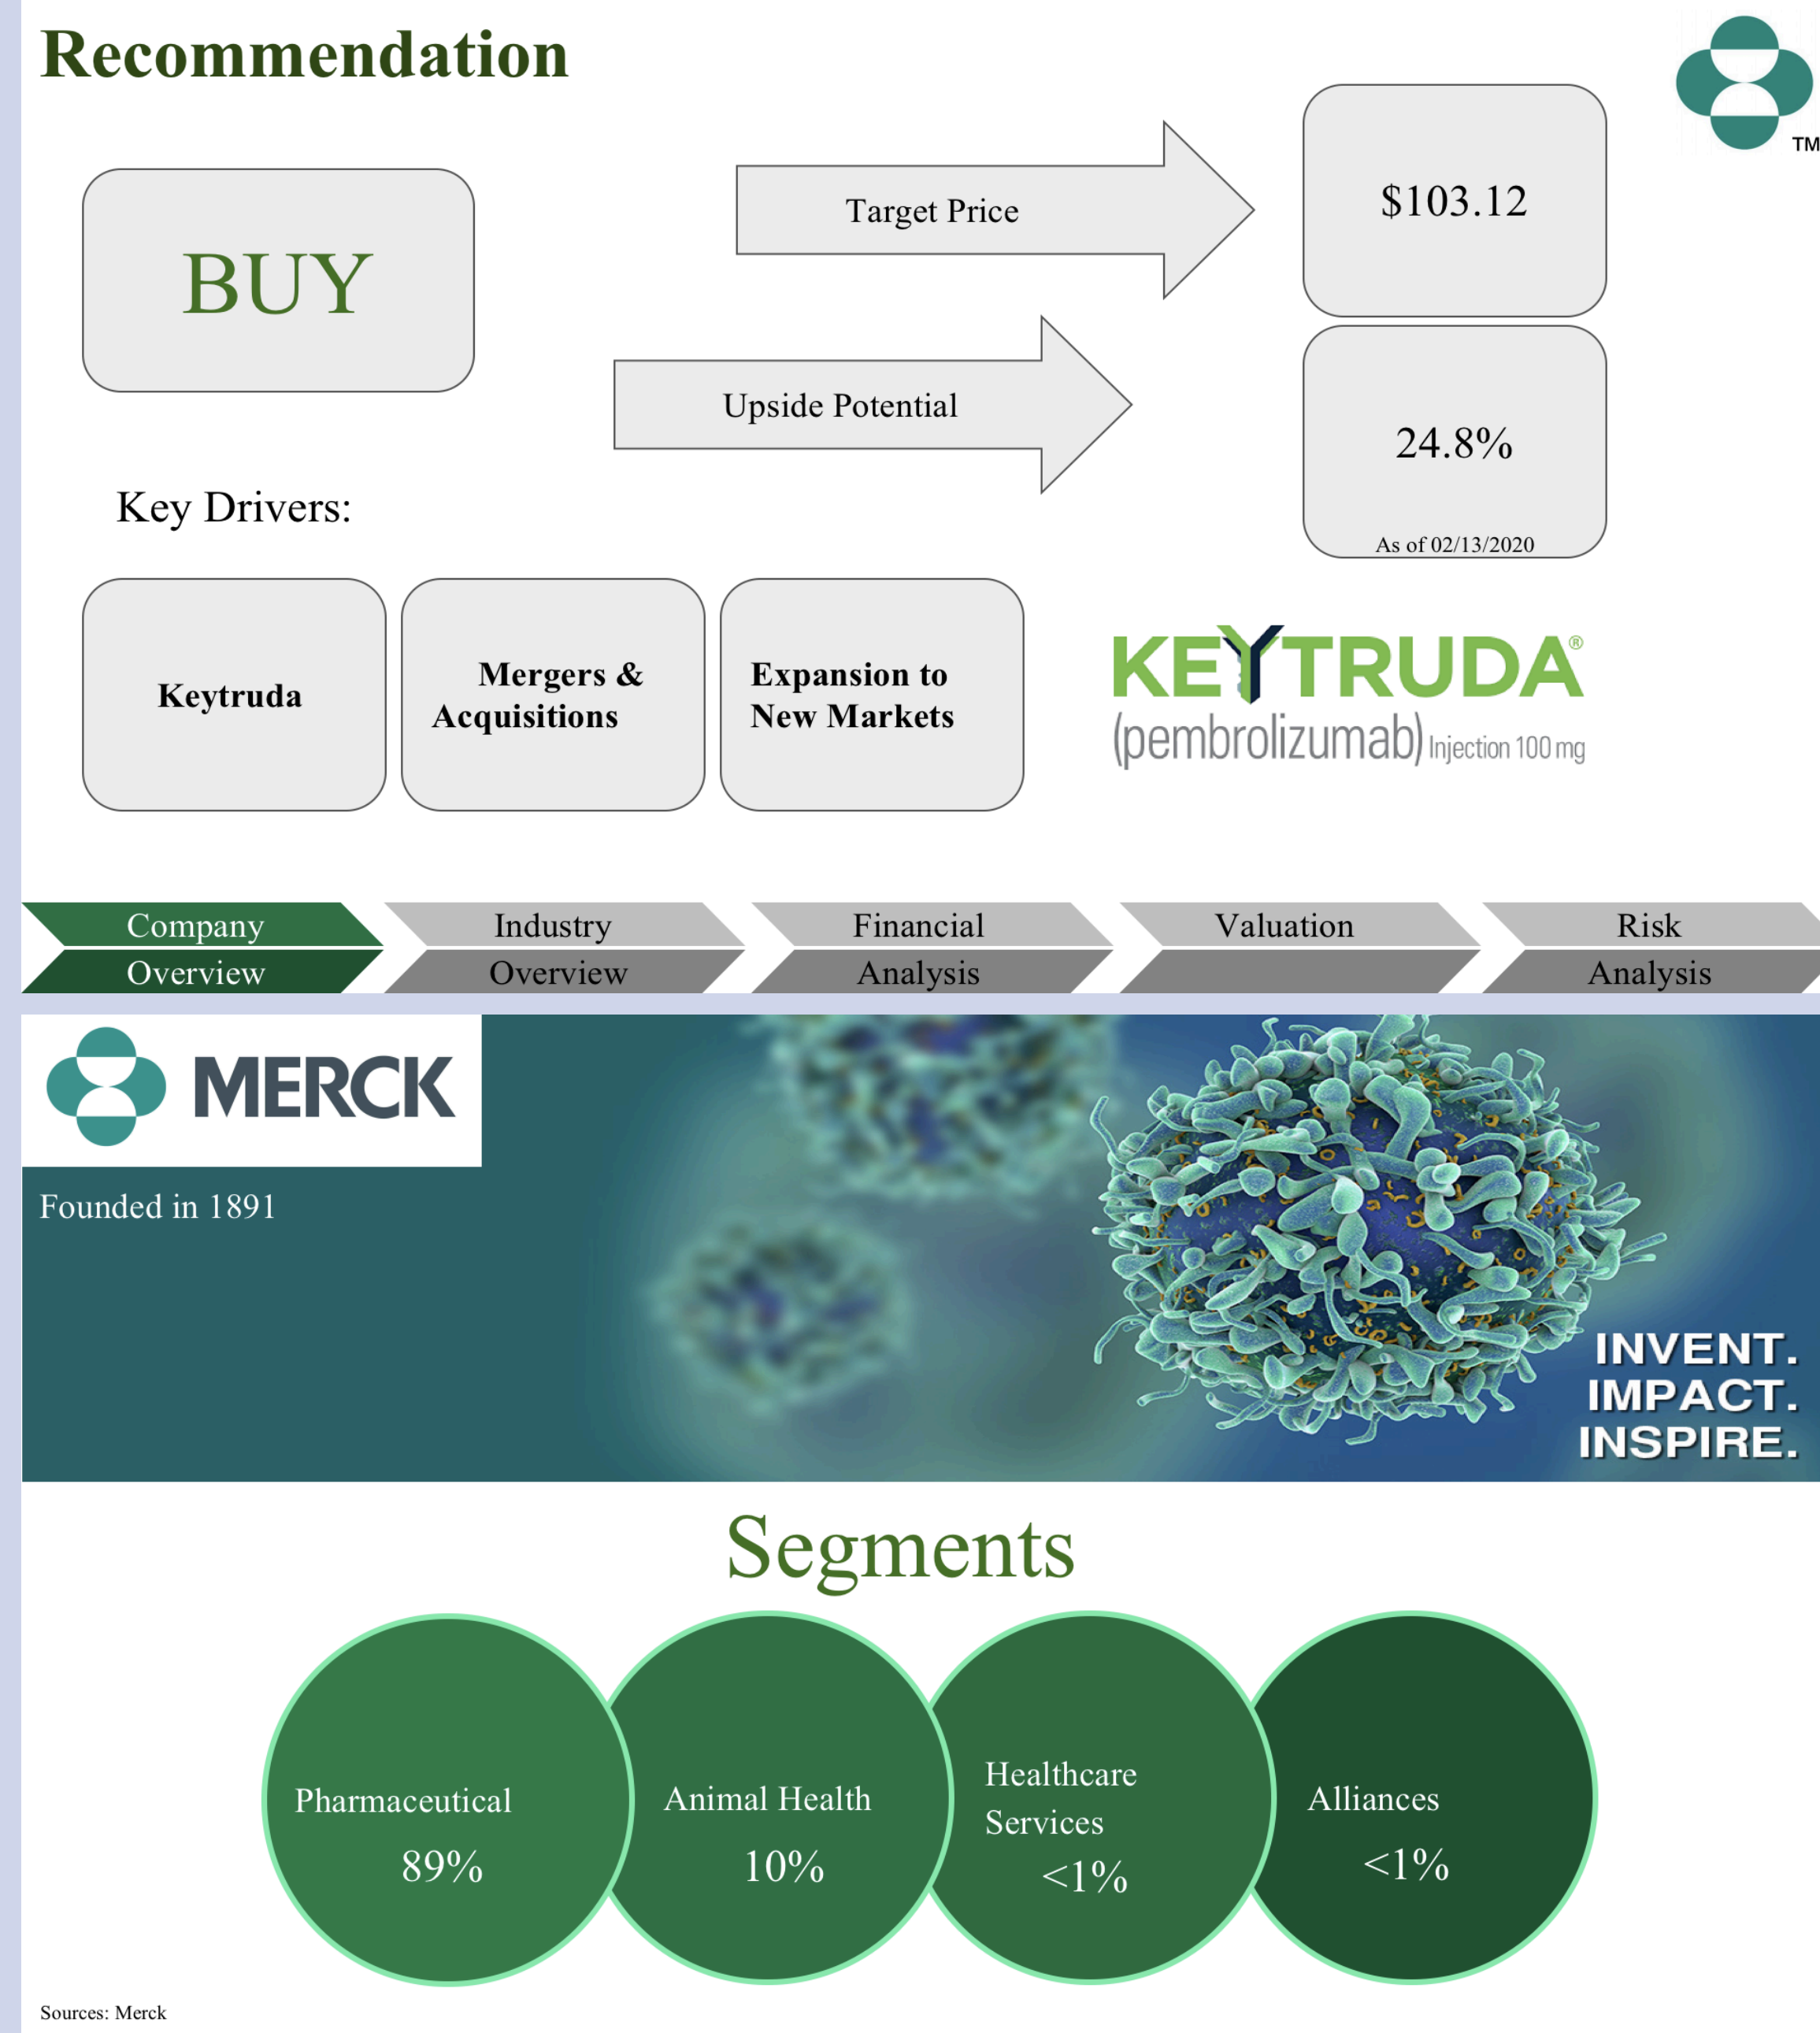 Recommendation
TM
BUY
Target Price
$103.12
Upside Potential
24.8%
As of 02/13/2020
Key Drivers:
Keytruda
Mergers &
Acquisitions
Expansion to
New Markets
KEYTRUDA®
(pembrolizumab) Injection 100 mg
Company
Overview
Industry
Overview
Financial
Analysis
Valuation
Risk
Analysis
MERCK
Founded in 1891
INVENT.
IMPACT.
INSPIRE.
Segments
Pharmaceutical
89%
Animal Health
10%
Healthcare
Services
<1%
Alliances
<1%
Sources: Merck